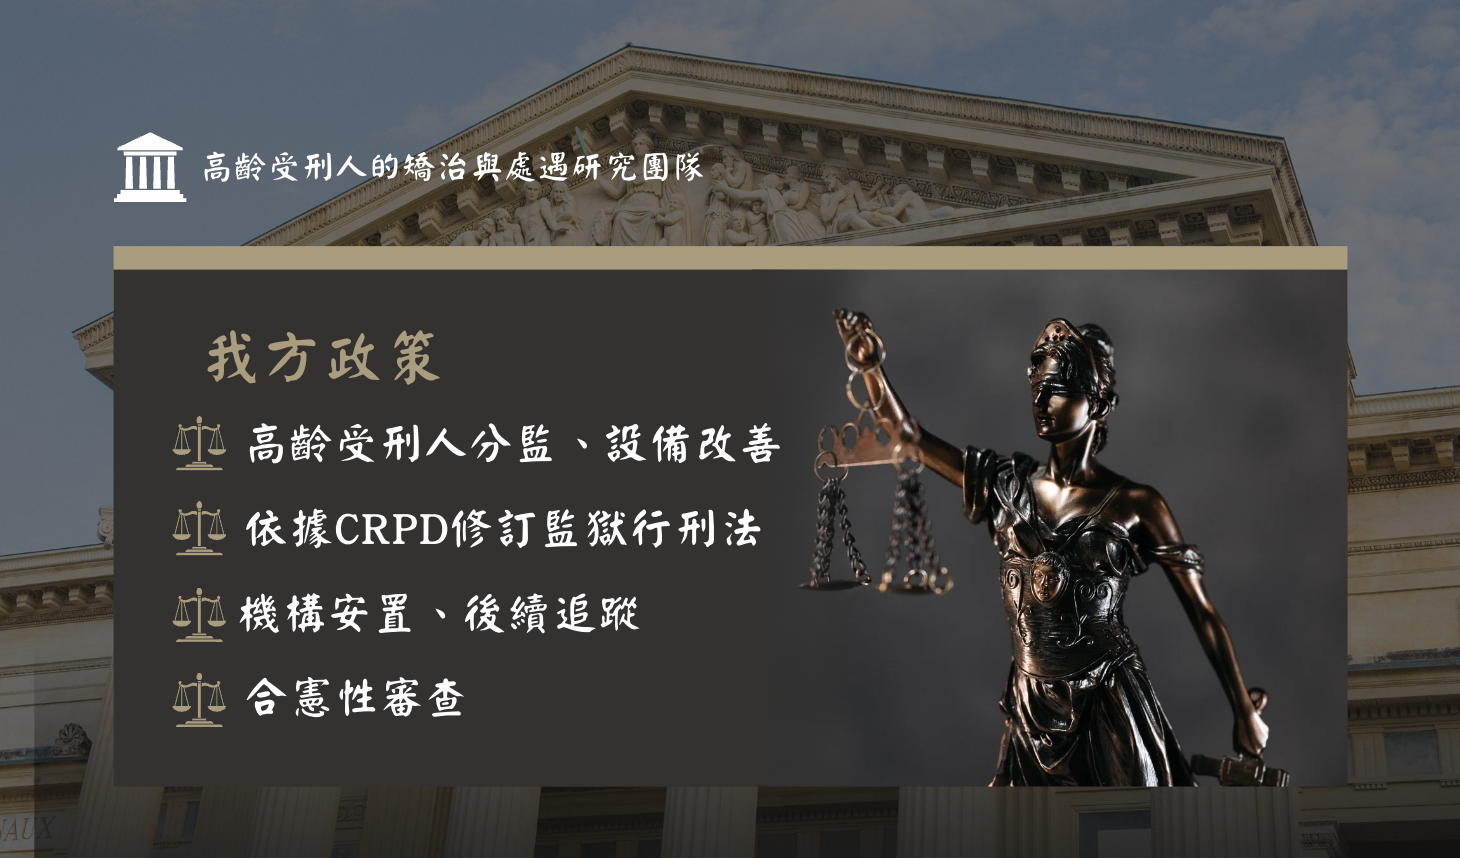 高齡受刑人的矯治與處遇研究團隊
我方政策
高齡受刑人分監、設備改善
依據CRPD修訂監獄行刑法
機構安置、後續追蹤
合憲性審查
NAUX